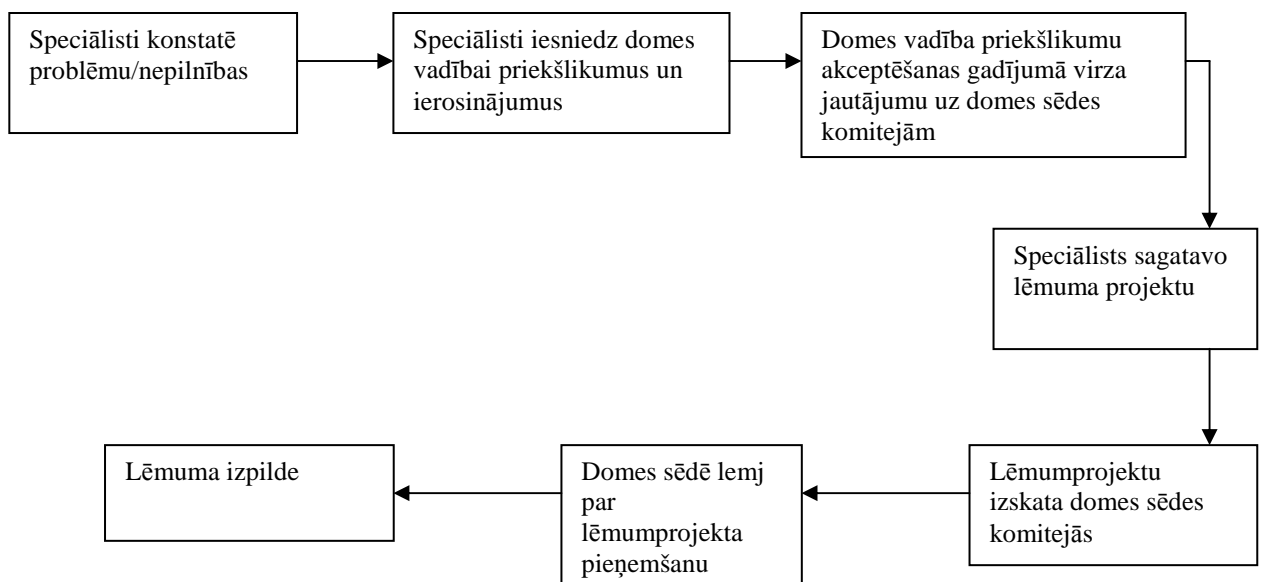 Speciālisti konstatē
problēmu/nepilnības
Speciālisti iesniedz domes
vadībai priekšlikumus un
ierosinājumus
Domes vadība priekšlikumu
akceptēšanas gadījumā virza
jautājumu uz domes sēdes
komitejām
Speciālists sagatavo
lēmuma projektu
Lēmumprojektu
izskata domes sēdes
komitejās
Domes sēdē lemj
par
lēmumprojekta
pieņemšanu
Lēmuma izpilde